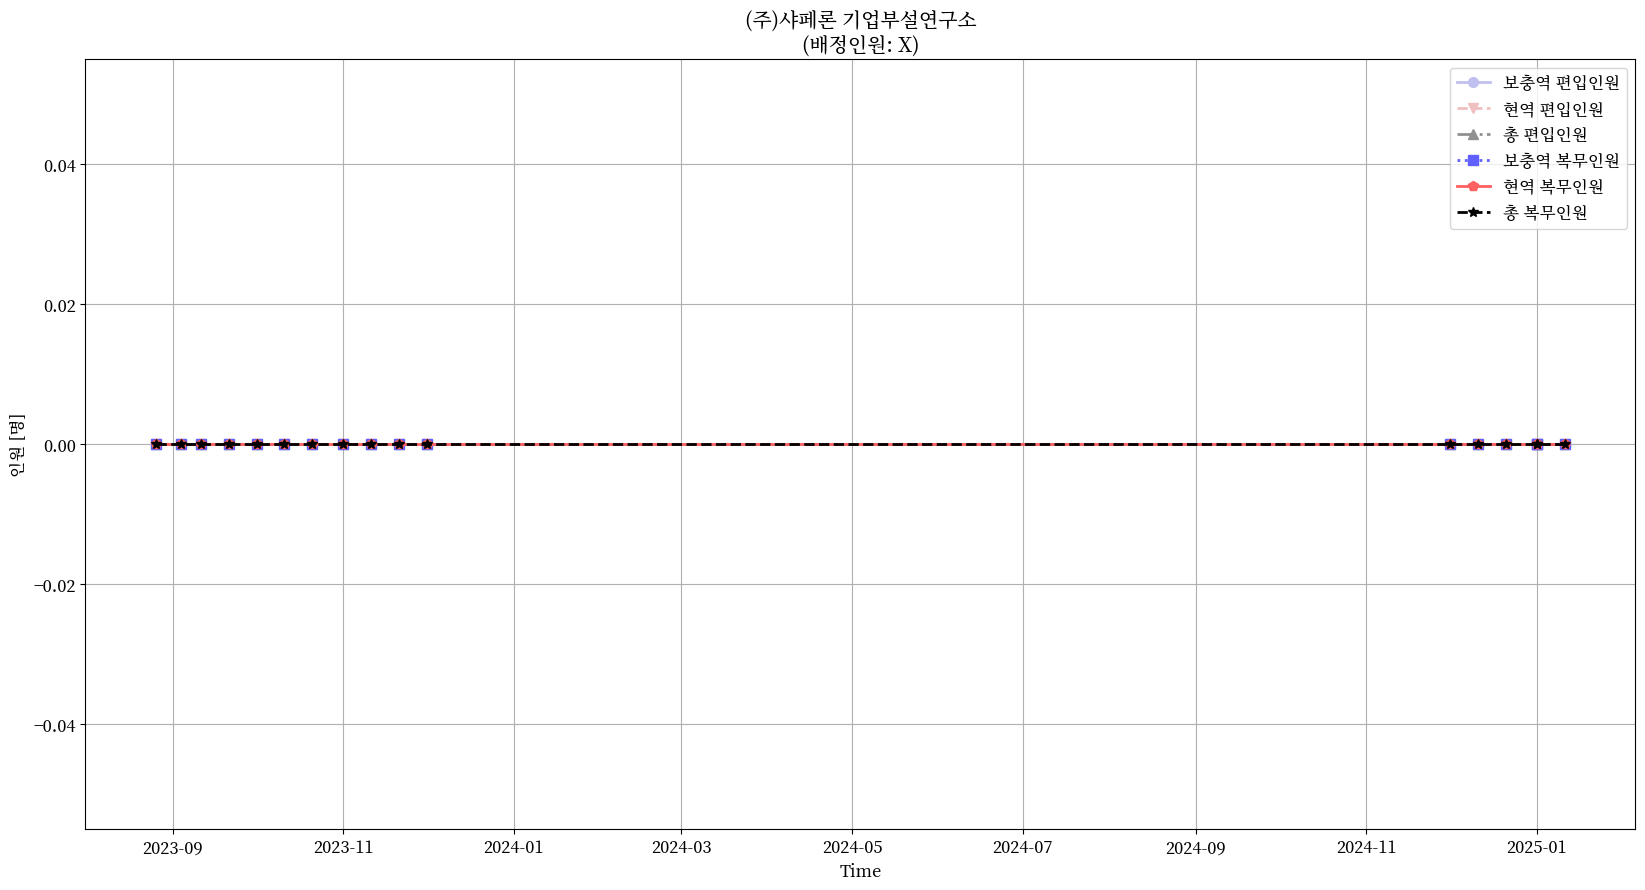 (주)샤페론 기업부설연구소
(배정인원: X)
보충역 편입인원
현역 편입인원
총 편입인원
보충역 복무인원
현역 복무인원
총 복무인원
인원 [명]
0.04
0.02
0.00
−0.02
−0.04
2023-09
2023-11
2024-01
2024-03
2024-05
2024-07
2024-09
2024-11
2025-01
Time